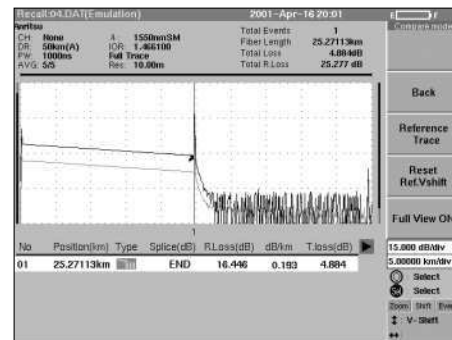 Recall:04.DAT(Emulation) 2001-Apr-16 20:01
Anritsu
CH: None
DR: 50km(A)
PW: 1000ns
AVG: 5/5
λ : 1550nmSM
IOR: 1.466100
Full Trace
Res: 10.00m
Total Events 1
Fiber Length 25.27113km
Total Loss 4.884dB
Total R.Loss 25.277 dB
E F
Compare mode
Back
Reference
Trace
Reset
Ref.Vshift
Full View ON
1
No Position(km) Type Splice(dB) R.Loss(dB) dB/km T.loss(dB)
01 25.27113km END 16.446 0.193 4.884
15.000 dB/div
5.00000 km/div
Select
Select
Zoom Shift Eve
: V-Shift